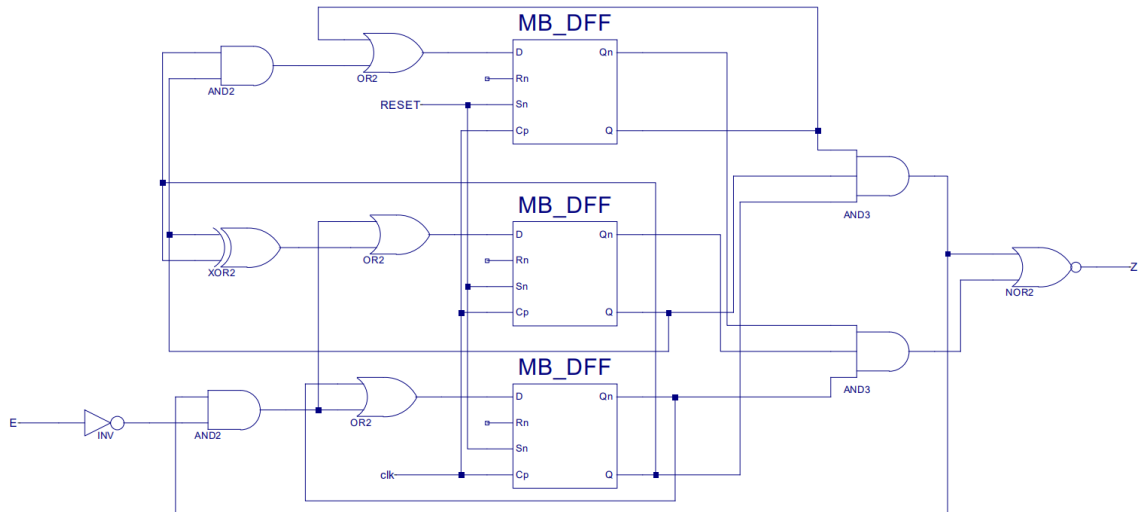 MB_DFF
D
Qn
Rn
Sn
Cp
Q
AND2
OR2
RESET
AND3
MB_DFF
D
Qn
Rn
Sn
Cp
Q
XOR2
OR2
NOR2
Z
MB_DFF
D
Qn
Rn
Sn
Cp
Q
AND3
E
INV
AND2
OR2
clk